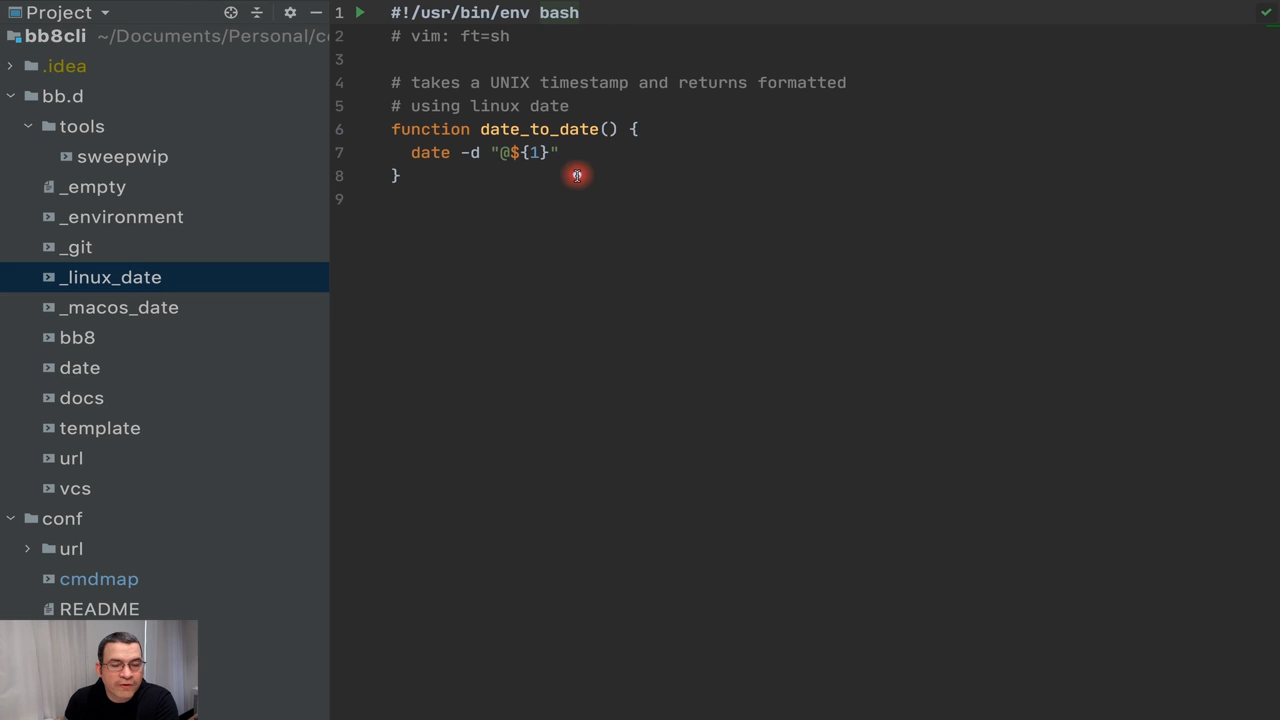 Project
bb8cli ~/Documents/Personal/c
.idea
bb.d
tools
sweepwip
_empty
_environment
_git
_linux_date
_macos_date
bb8
date
docs
template
url
vcs
conf
url
cmdmap
README
1 #!/usr/bin/env bash
2 # vim: ft=sh
3
4 # takes a UNIX timestamp and returns formatted
5 # using linux date
6 function date_to_date() {
7 date -d "@${1}"
8 }
9